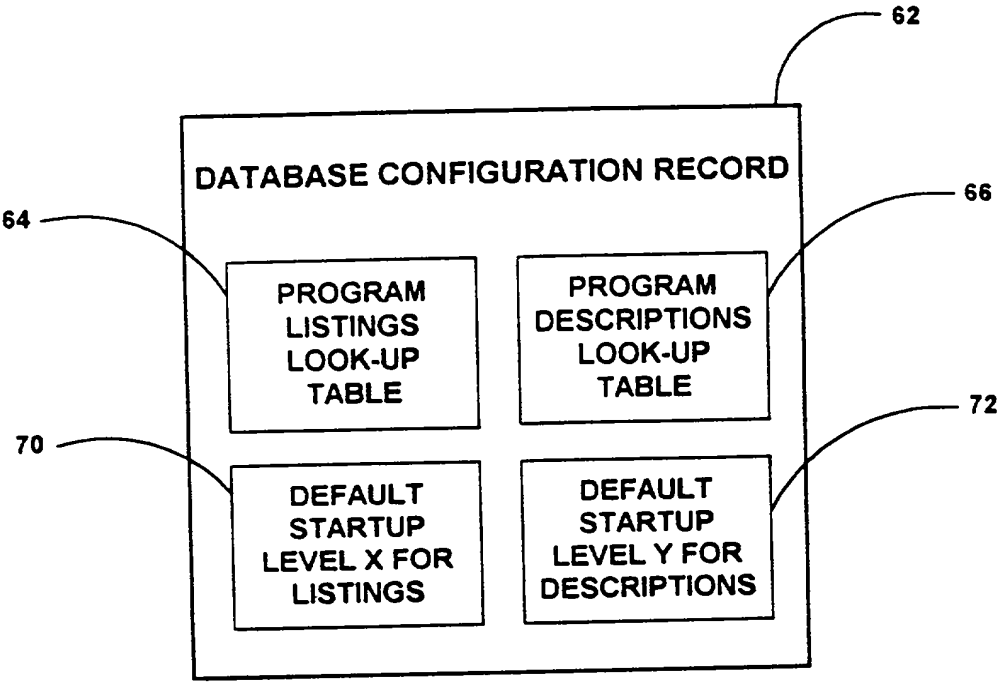 62
DATABASE CONFIGURATION RECORD
64
66
PROGRAM
LISTINGS
LOOK-UP
TABLE
PROGRAM
DESCRIPTIONS
LOOK-UP
TABLE
70
72
DEFAULT
STARTUP
LEVEL X FOR
LISTINGS
DEFAULT
STARTUP
LEVEL Y FOR
DESCRIPTIONS